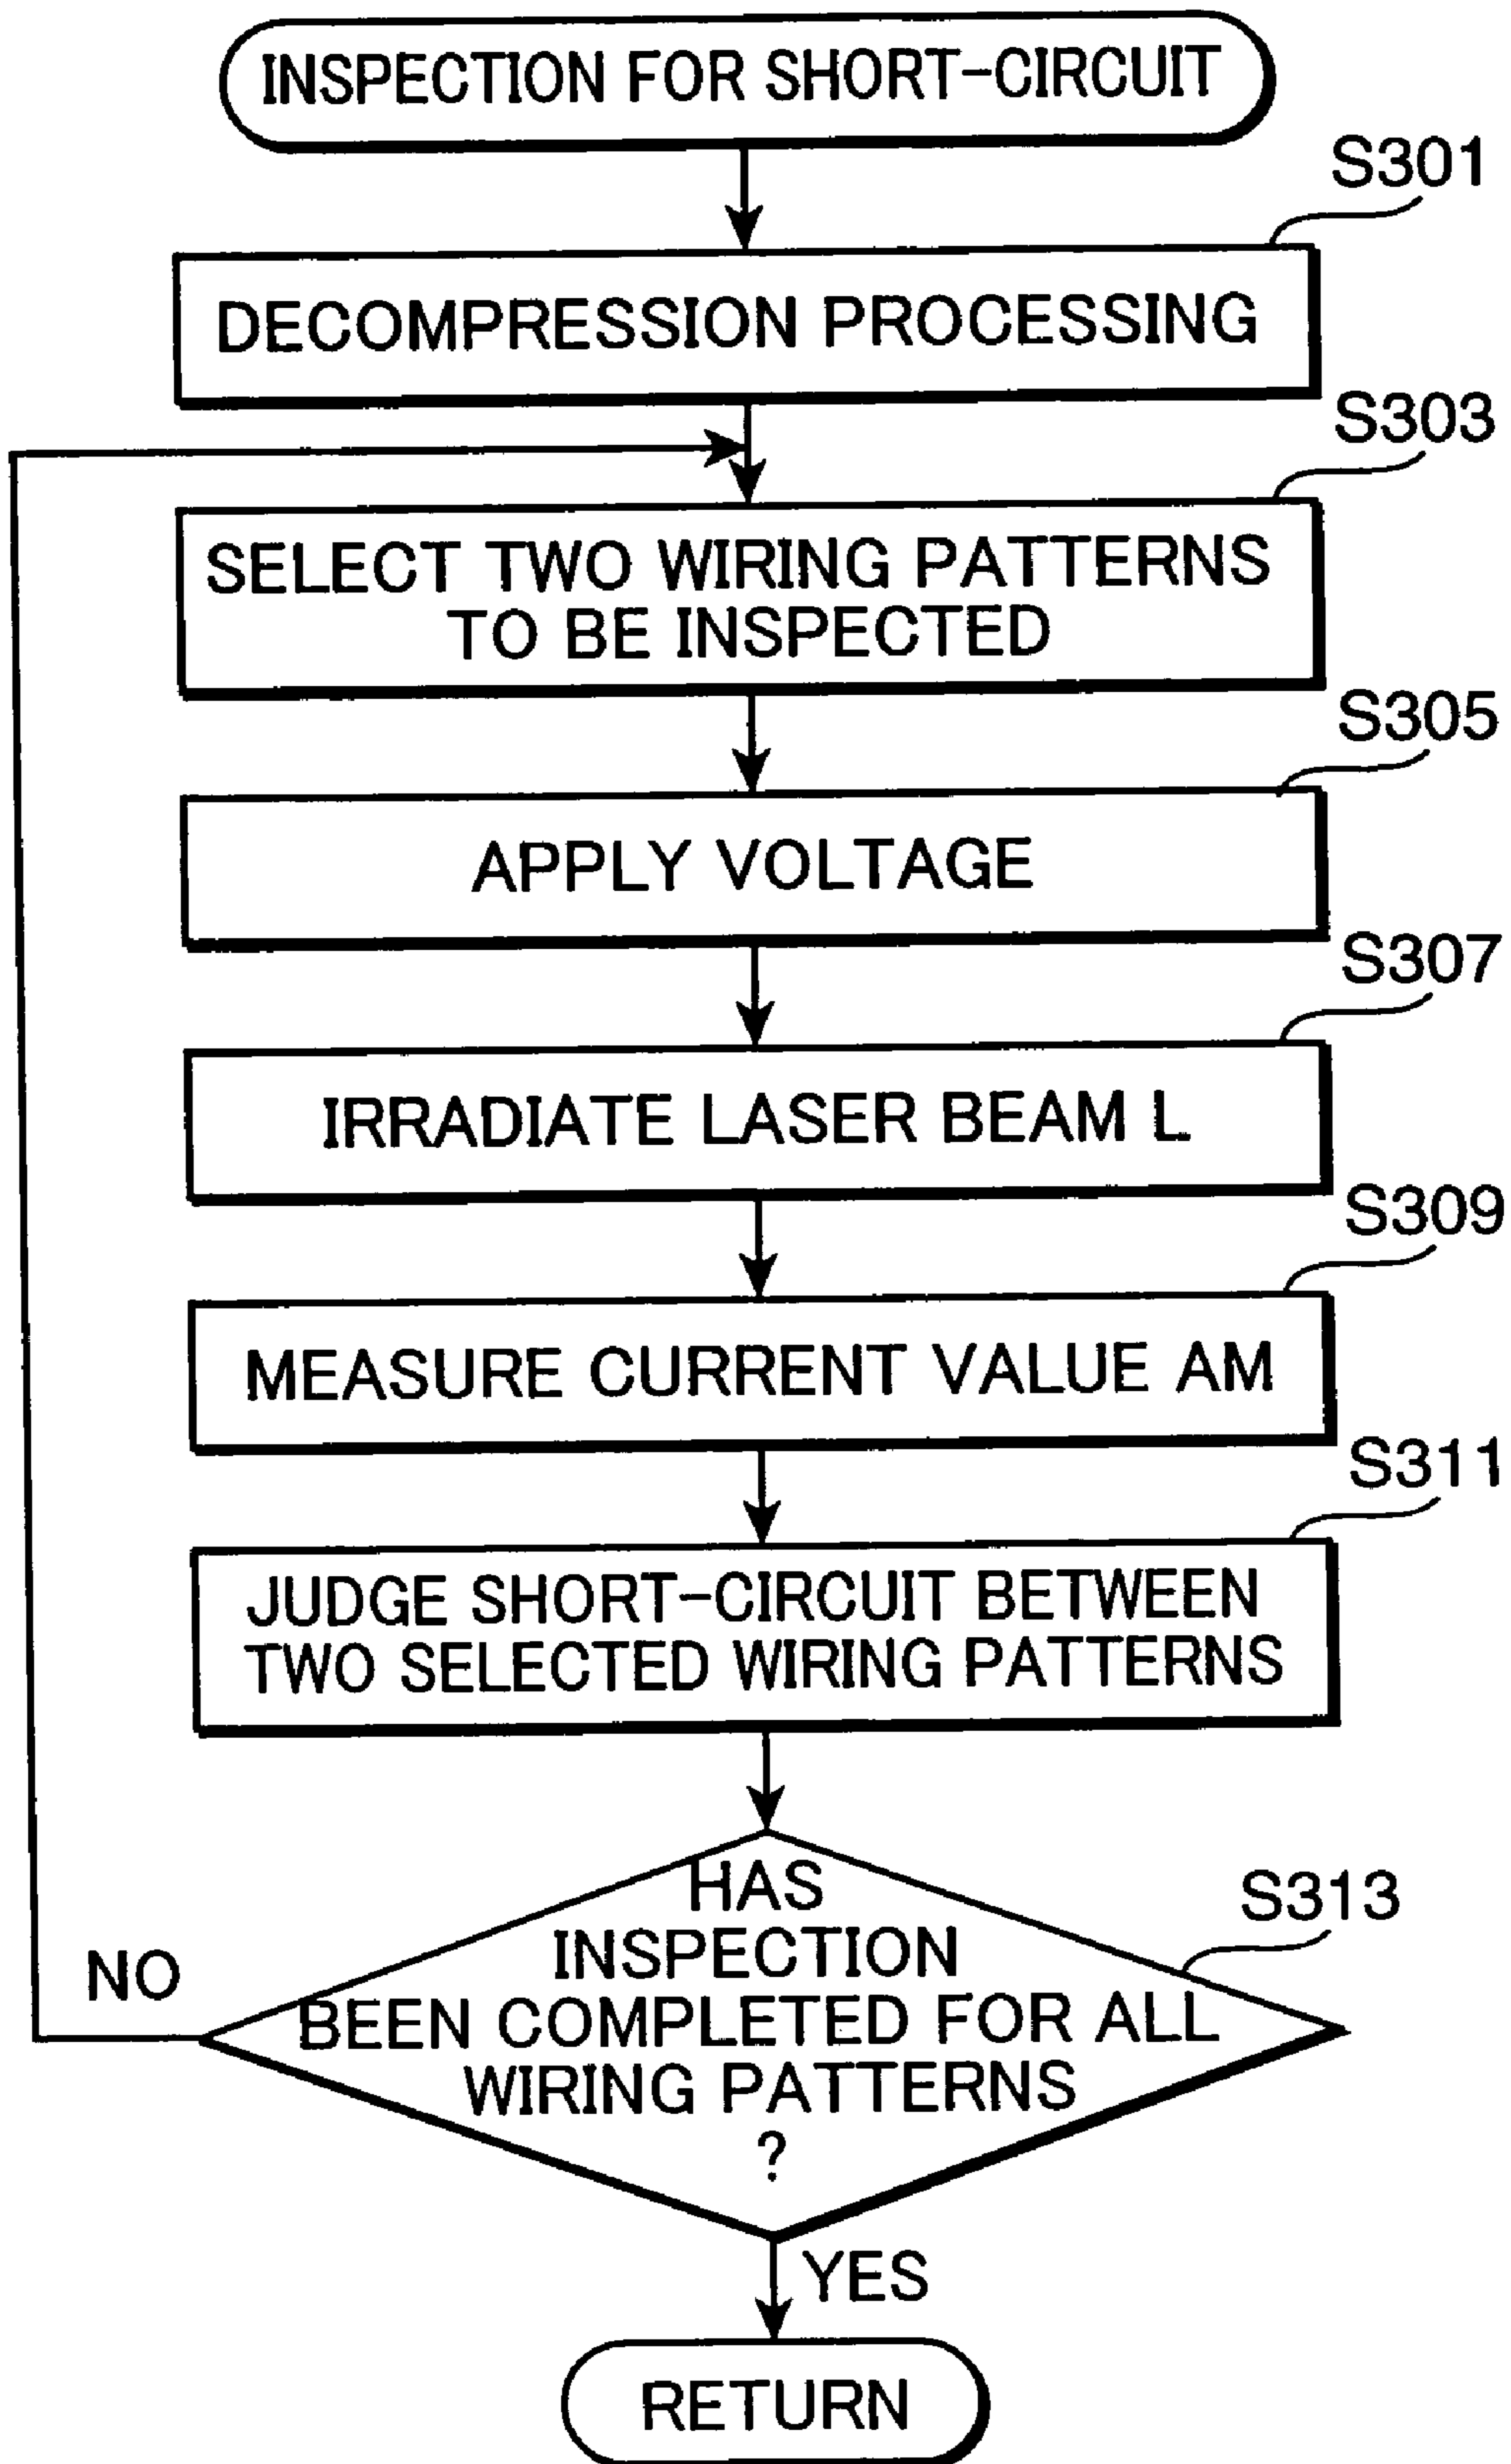 INSPECTION FOR SHORT-CIRCUIT
S301
DECOMPRESSION PROCESSING
S303
SELECT TWO WIRING PATTERNS
TO BE INSPECTED
S305
APPLY VOLTAGE
S307
IRRADIATE LASER BEAM L
S309
MEASURE CURRENT VALUE AM
S311
JUDGE SHORT-CIRCUIT BETWEEN
TWO SELECTED WIRING PATTERNS
S313
HAS
INSPECTION
BEEN COMPLETED FOR ALL
WIRING PATTERNS
?
NO
YES
RETURN